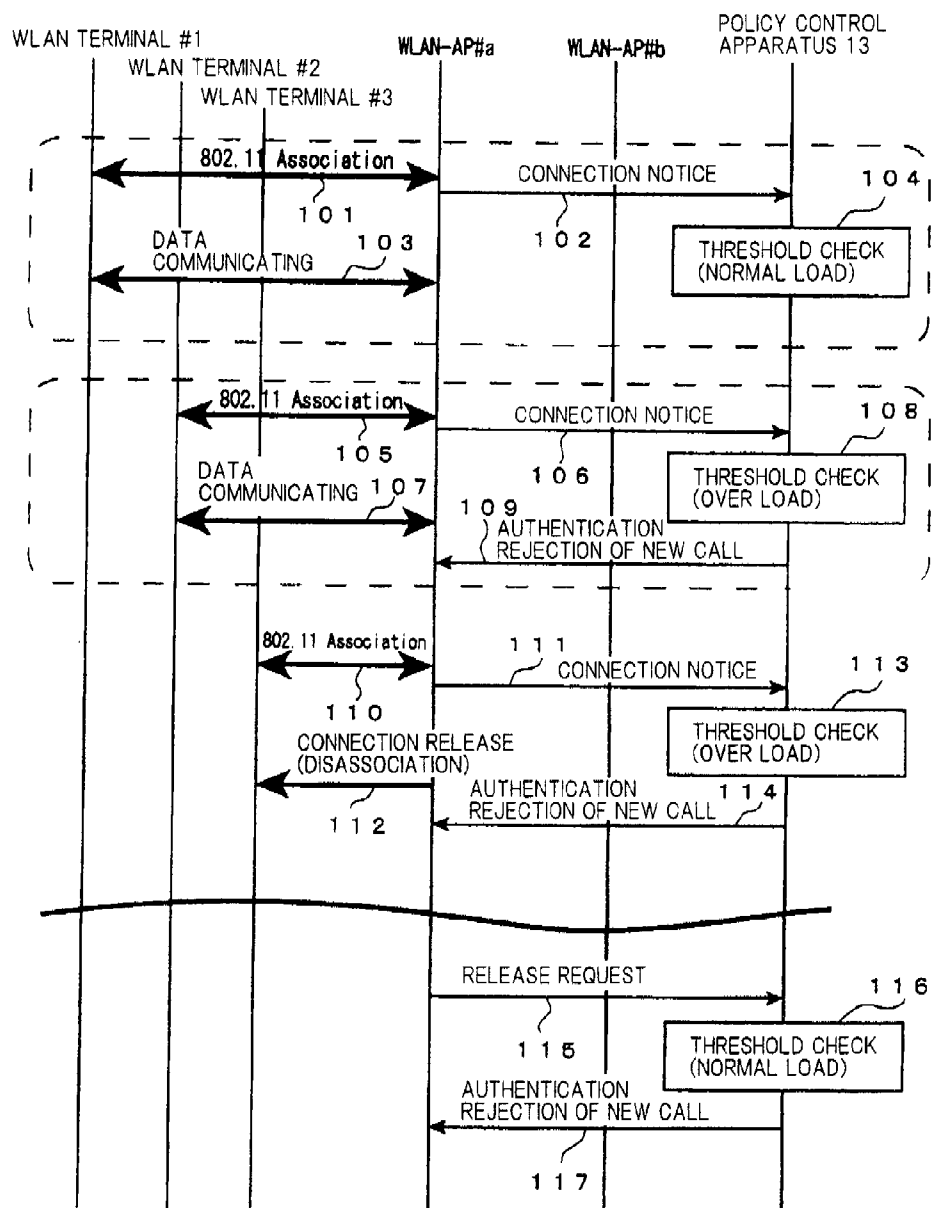 WLAN TERMINAL #1
WLAN TERMINAL #2
WLAN TERMINAL #3
WLAN-AP#a
WLAN-AP#b
POLICY CONTROL
APPARATUS 13
802.11 Association
101
CONNECTION NOTICE
102
104
THRESHOLD CHECK
(NORMAL LOAD)
DATA
COMMUNICATING
103
802.11 Association
105
CONNECTION NOTICE
106
108
THRESHOLD CHECK
(OVER LOAD)
DATA
COMMUNICATING
107
109
AUTHENTICATION
REJECTION OF NEW CALL
802.11 Association
110
111
CONNECTION NOTICE
113
THRESHOLD CHECK
(OVER LOAD)
CONNECTION RELEASE
(DISASSOCIATION)
112
AUTHENTICATION
REJECTION OF NEW CALL
114
RELEASE REQUEST
115
116
THRESHOLD CHECK
(NORMAL LOAD)
AUTHENTICATION
REJECTION OF NEW CALL
117